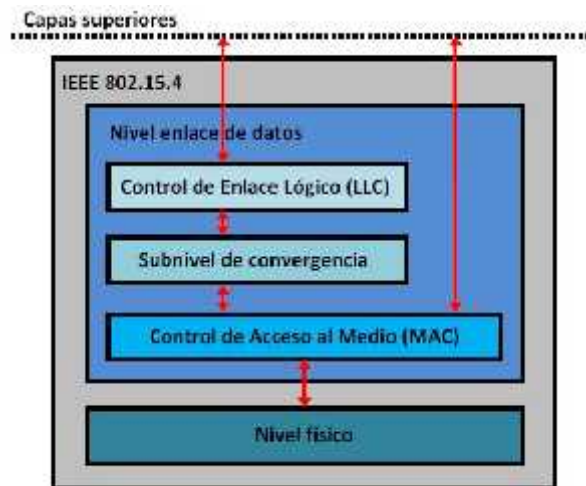 Capas superiores
IEEE 802.15.4
Nivel enlace de datos
Control de Enlace Lógico (LLC)
Subnivel de convergencia
Control de Acceso al Medio (MAC)
Nivel físico